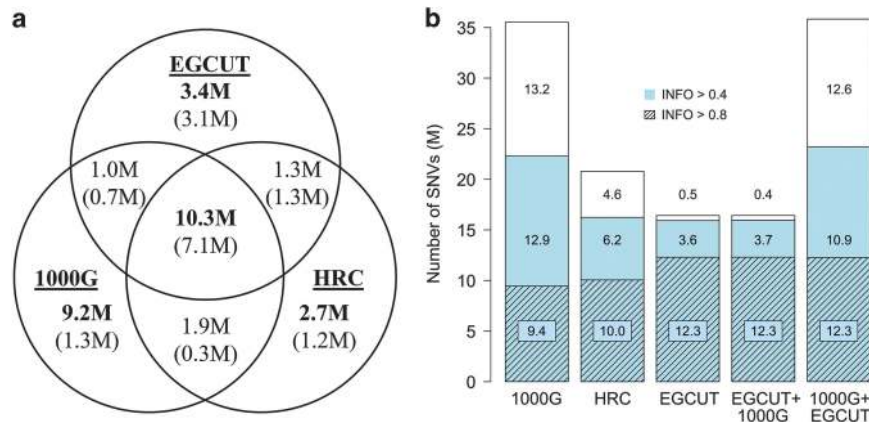 a
EGCUT
3.4M
(3.1M)
1.0M
(0.7M)
1.3M
(1.3M)
10.3M
(7.1M)
1000G
9.2M
(1.3M)
HRC
2.7M
(1.2M)
1.9M
(0.3M)
b
Number of SNVs (M)
35
30
25
20
15
10
5
0
INFO > 0.4
INFO > 0.8
13.2
12.9
9.4
4.6
6.2
10.0
0.5
3.6
12.3
0.4
3.7
12.3
12.6
10.9
12.3
1000G
HRC
EGCUT
EGCUT+
1000G
1000G+
EGCUT